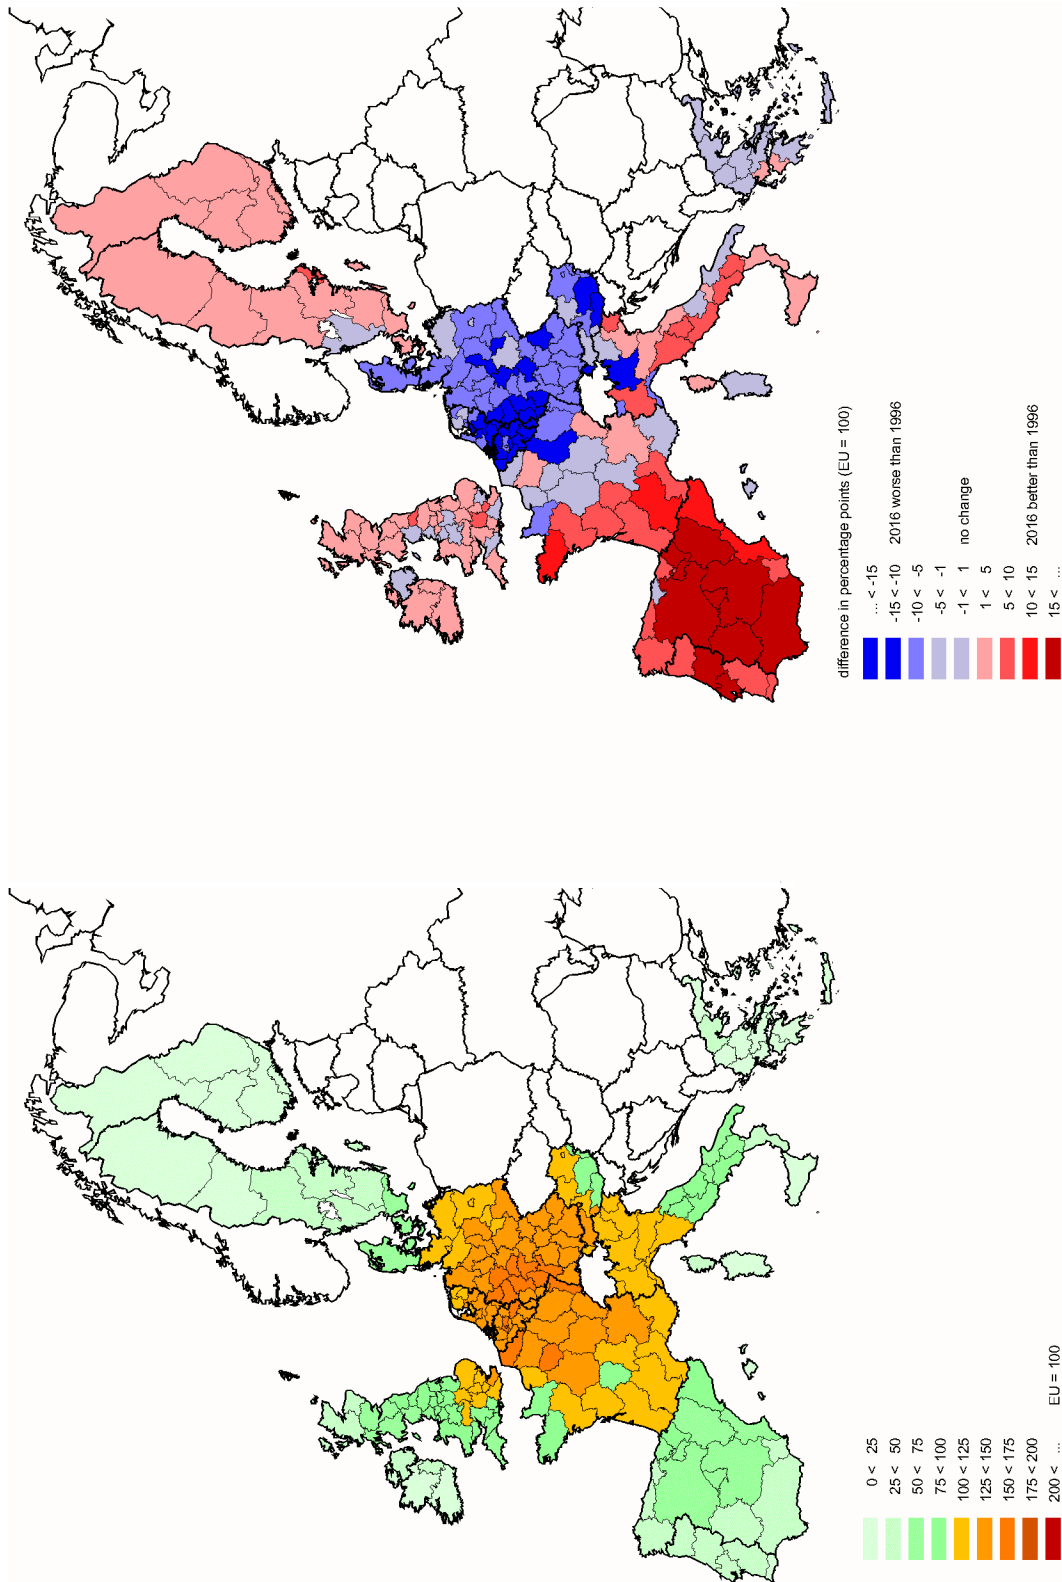 0 < 25
25 < 50
50 < 75
75 < 100
100 < 125
125 < 150
150 < 175
175 < 200
200 < ...
EU = 100
difference in percentage points (EU = 100)
... < -15
-15 < -10 2016 worse than 1996
-10 < -5
-5 < -1
-1 < 1 no change
1 < 5
5 < 10
10 < 15 2016 better than 1996
15 < ...